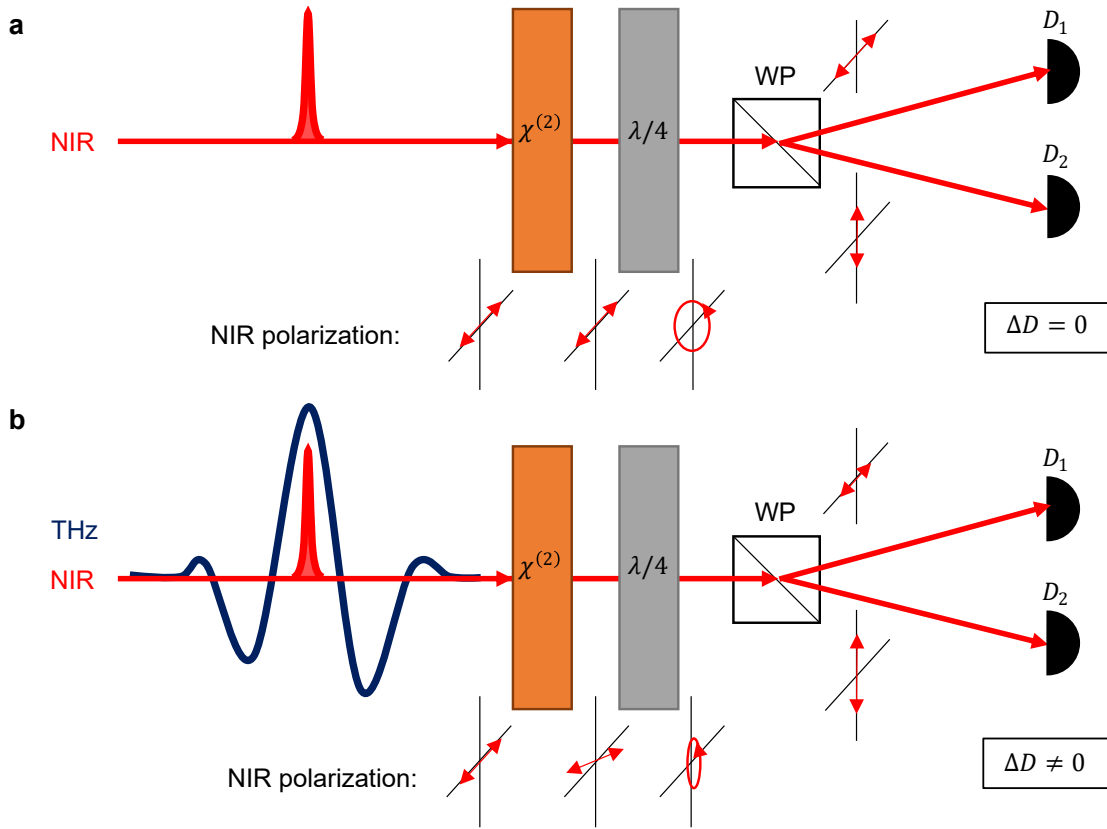 a
D₁
WP
NIR
χ⁽²⁾
λ/4
D₂
NIR polarization:
ΔD = 0
b
D₁
WP
THz
NIR
χ⁽²⁾
λ/4
D₂
NIR polarization:
ΔD ≠ 0